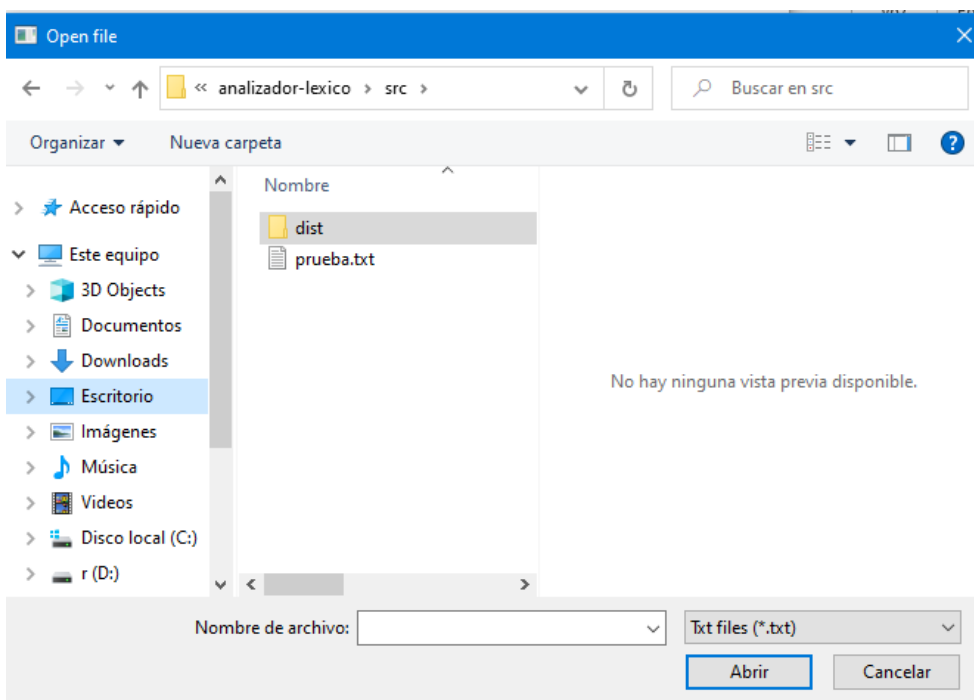 Open file
« analizador-lexico > src >
Buscar en src
Organizar
Nueva carpeta
Nombre
Acceso rápido
Este equipo
3D Objects
Documentos
Downloads
Escritorio
Imágenes
Música
Videos
Disco local (C:)
r (D:)
dist
prueba.txt
No hay ninguna vista previa disponible.
Nombre de archivo:
Txt files (*.txt)
Abrir
Cancelar